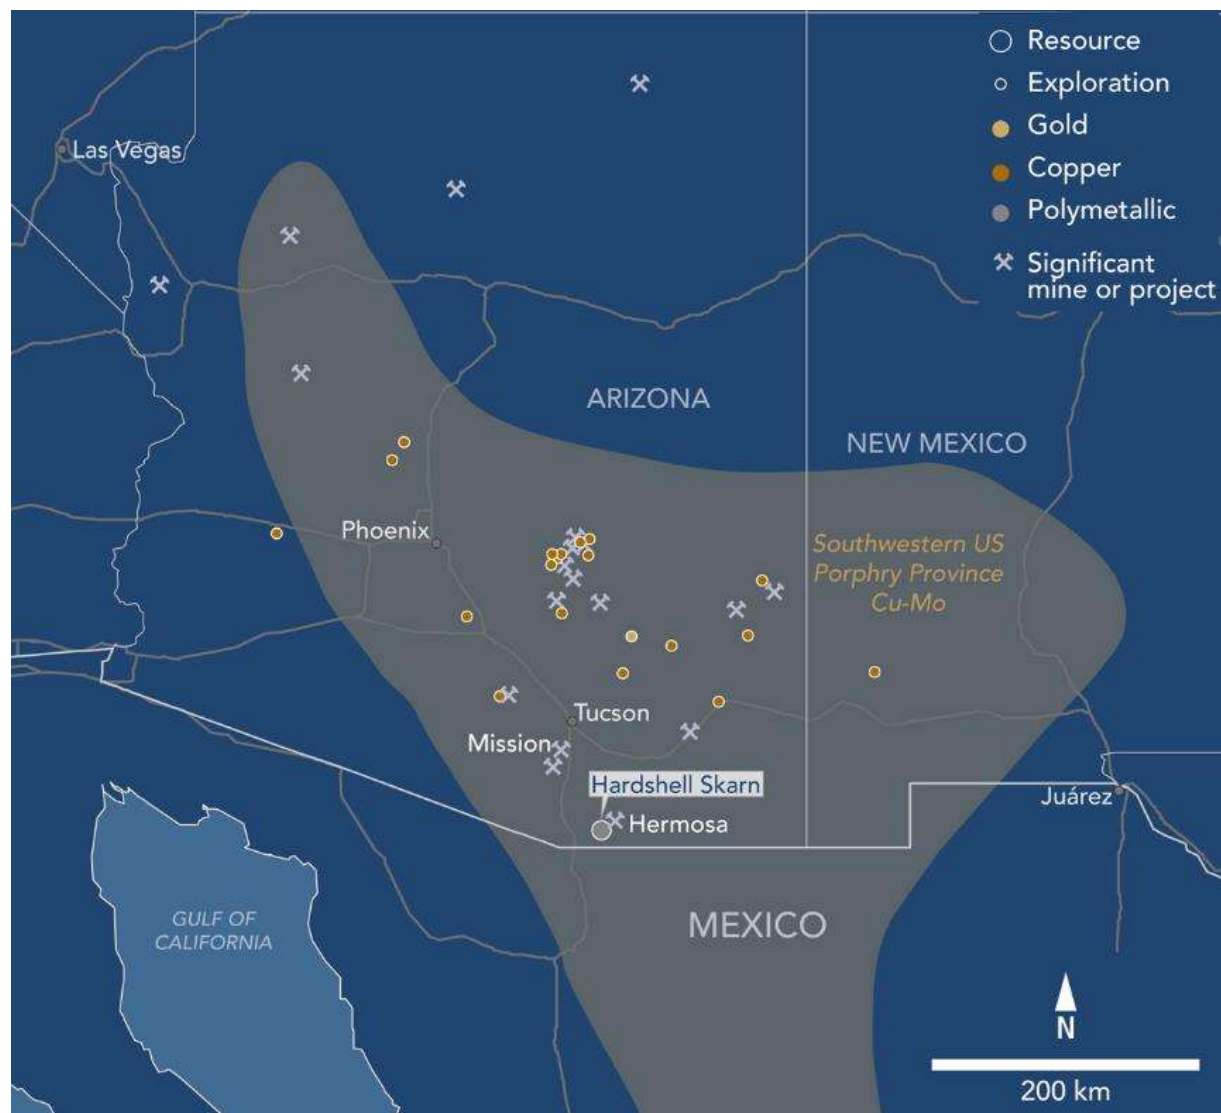 Resource
Exploration
Gold
Copper
Polymetallic
Significant
mine or project
Las Vegas
ARIZONA
NEW MEXICO
Phoenix
Southwestern US
Porphry Province
Cu-Mo
Tucson
Mission
Hardshell Skarn
Hermosa
Juárez
GULF OF
CALIFORNIA
MEXICO
N
200 km